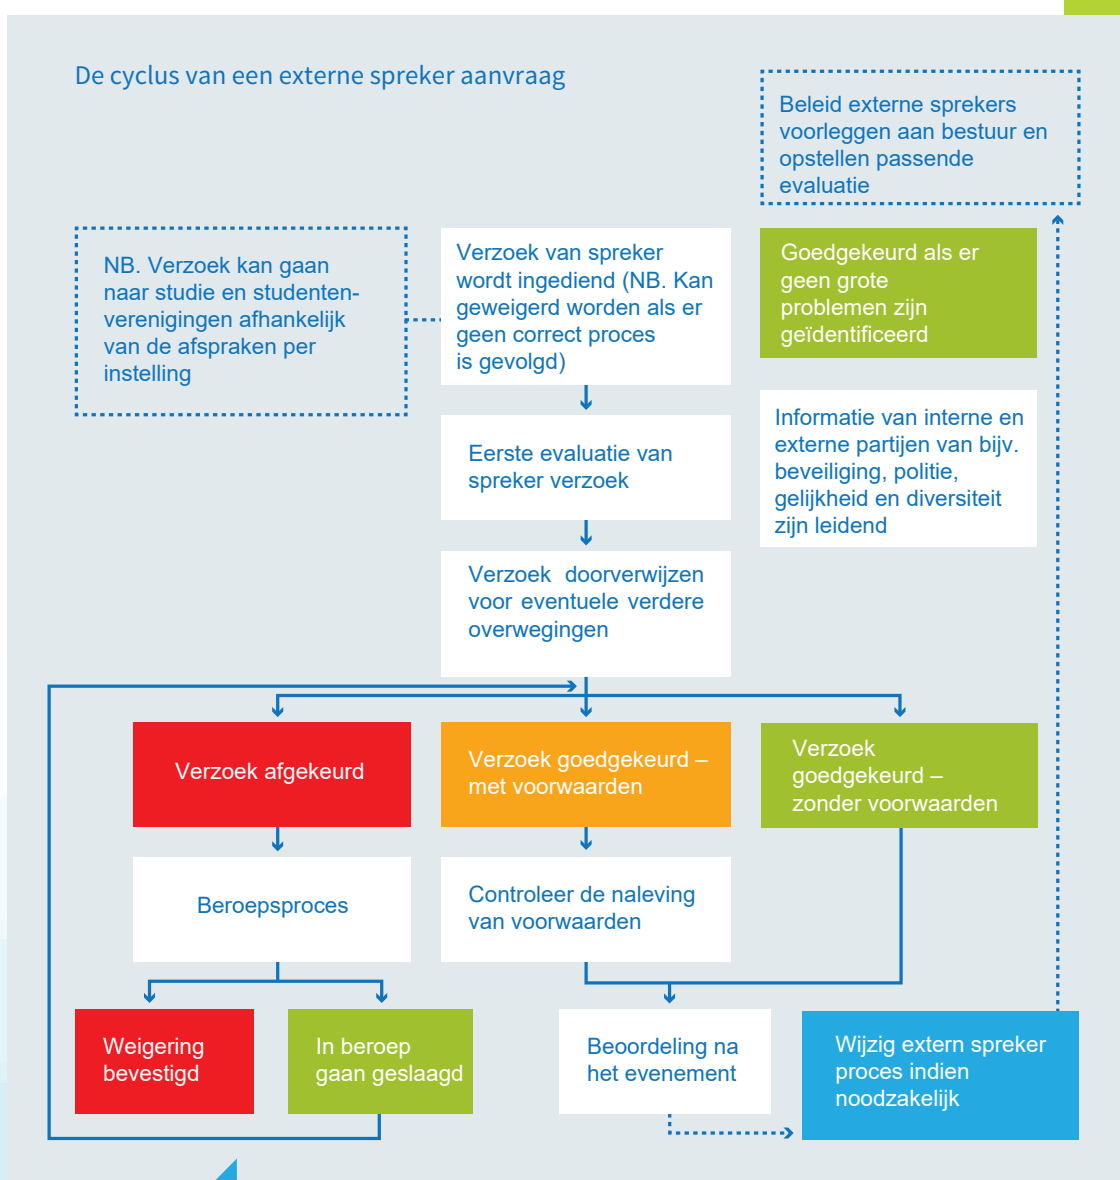 De cyclus van een externe spreker aanvraag
Beleid externe sprekers
voorleggen aan bestuur en
opstellen passende
evaluatie
NB. Verzoek kan gaan
naar studie en studenten-
verenigingen afhankelijk
van de afspraken per
instelling
Verzoek van spreker
wordt ingediend (NB. Kan
geweigerd worden als er
geen correct proces
is gevolgd)
Goedgekeurd als er
geen grote
problemen zijn
geïdentificeerd
Eerste evaluatie van
spreker verzoek
Informatie van interne en
externe partijen van bijv.
beveiliging, politie,
gelijkheid en diversiteit
zijn leidend
Verzoek doorverwijzen
voor eventuele verdere
overwegingen
Verzoek afgekeurd
Verzoek goedgekeurd –
met voorwaarden
Verzoek
goedgekeurd –
zonder voorwaarden
Beroepsproces
Controleer de naleving
van voorwaarden
Weigering
bevestigd
In beroep
gaan geslaagd
Beoordeling na
het evenement
Wijzig extern spreker
proces indien
noodzakelijk